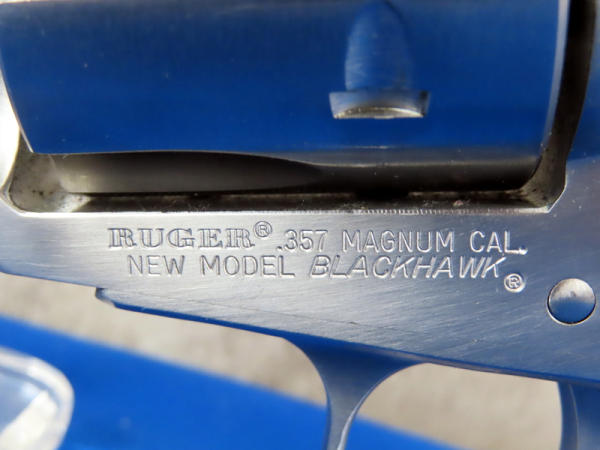 RUGER® .357 MAGNUM CAL.
NEW MODEL BLACKHAWK®